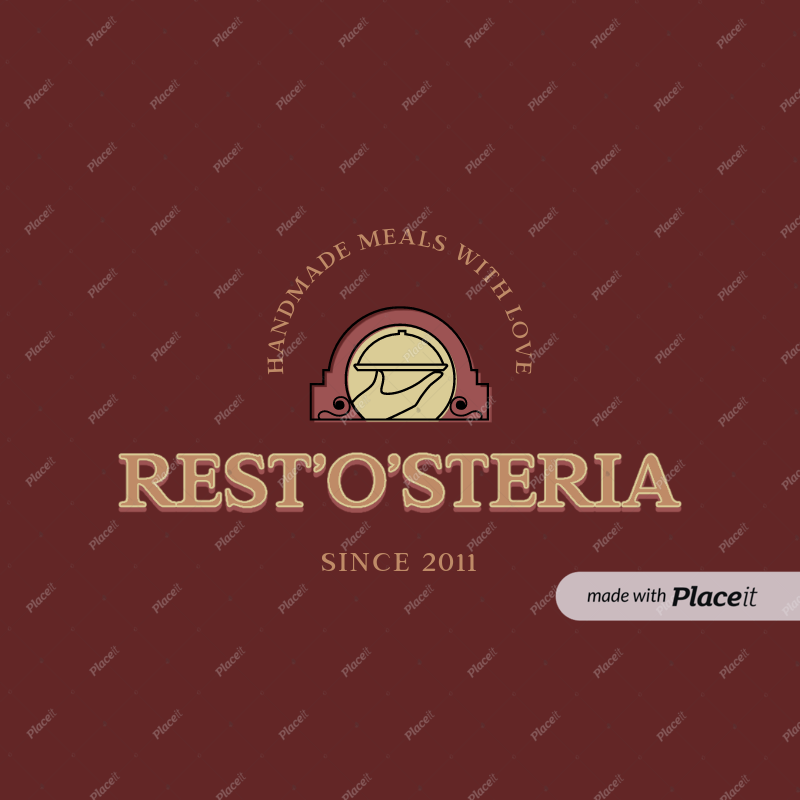 HANDMADE MEALS WITH LOVE
REST'O'STERIA
SINCE 2011
made with Placeit